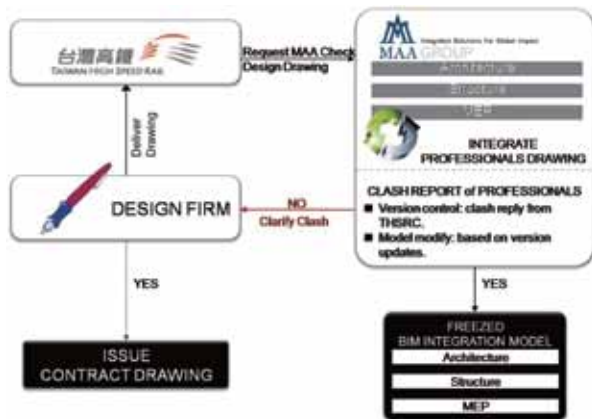 台灣高鐵
TAIWAN HIGH SPEED RAIL
Request MAA Check
Design Drawing
Integrated Solutions For Global Impact
MAA GROUP
Architecture
Structure
MEP
INTEGRATE
PROFESSIONALS DRAWING
CLASH REPORT of PROFESSIONALS
■ Version control: clash reply from
THSRC.
■ Model modify: based on version
updates.
Deliver
Drawing
DESIGN FIRM
NO
Clarify Clash
YES
ISSUE
CONTRACT DRAWING
YES
FREEZED
BIM INTEGRATION MODEL
Architecture
Structure
MEP